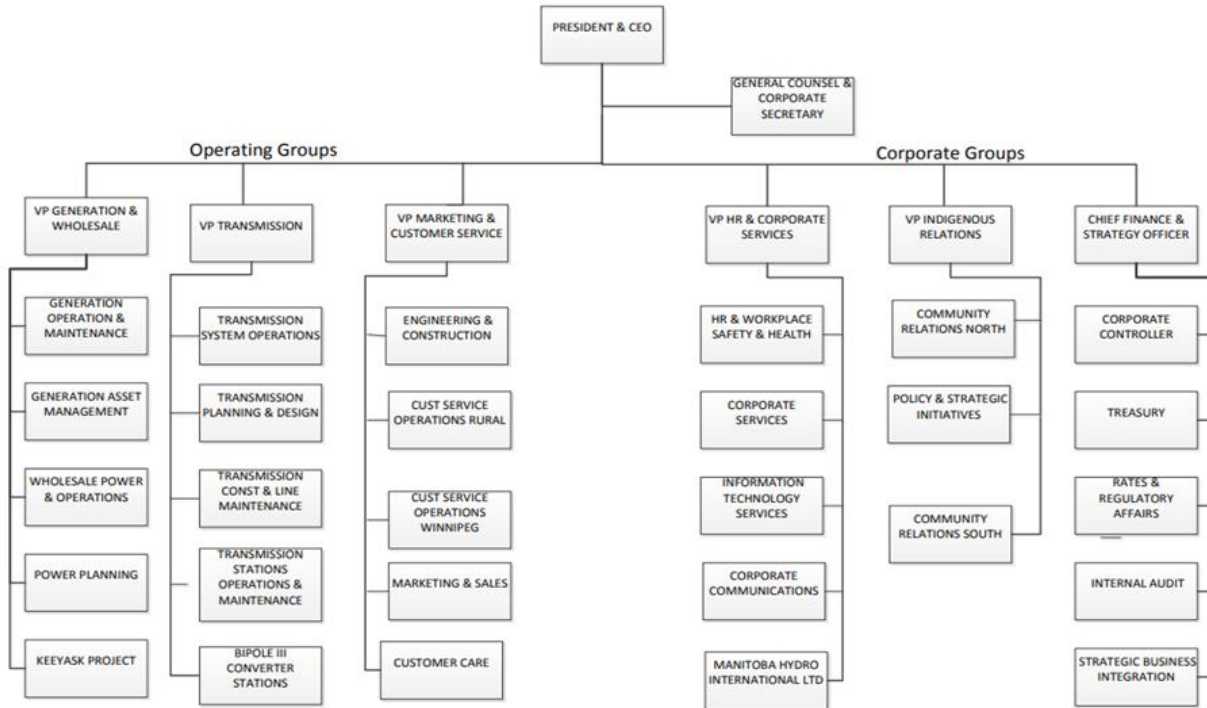 PRESIDENT & CEO
GENERAL COUNSEL &
CORPORATE
SECRETARY
Operating Groups
Corporate Groups
VP GENERATION &
WHOLESALE
VP TRANSMISSION
VP MARKETING &
CUSTOMER SERVICE
VP HR & CORPORATE
SERVICES
VP INDIGENOUS
RELATIONS
CHIEF FINANCE &
STRATEGY OFFICER
GENERATION
OPERATION &
MAINTENANCE
TRANSMISSION
SYSTEM OPERATIONS
ENGINEERING &
CONSTRUCTION
HR & WORKPLACE
SAFETY & HEALTH
COMMUNITY
RELATIONS NORTH
CORPORATE
CONTROLLER
GENERATION ASSET
MANAGEMENT
TRANSMISSION
PLANNING & DESIGN
CUST SERVICE
OPERATIONS RURAL
CORPORATE
SERVICES
POLICY & STRATEGIC
INITIATIVES
TREASURY
WHOLESALE POWER
& OPERATIONS
TRANSMISSION
CONST & LINE
MAINTENANCE
CUST SERVICE
OPERATIONS
WINNIPEG
INFORMATION
TECHNOLOGY
SERVICES
COMMUNITY
RELATIONS SOUTH
RATES &
REGULATORY
AFFAIRS
POWER PLANNING
TRANSMISSION
STATIONS
OPERATIONS &
MAINTENANCE
MARKETING & SALES
CORPORATE
COMMUNICATIONS
INTERNAL AUDIT
KEEYASK PROJECT
BIPOLE III
CONVERTER
STATIONS
CUSTOMER CARE
MANITOBA HYDRO
INTERNATIONAL LTD
STRATEGIC BUSINESS
INTEGRATION